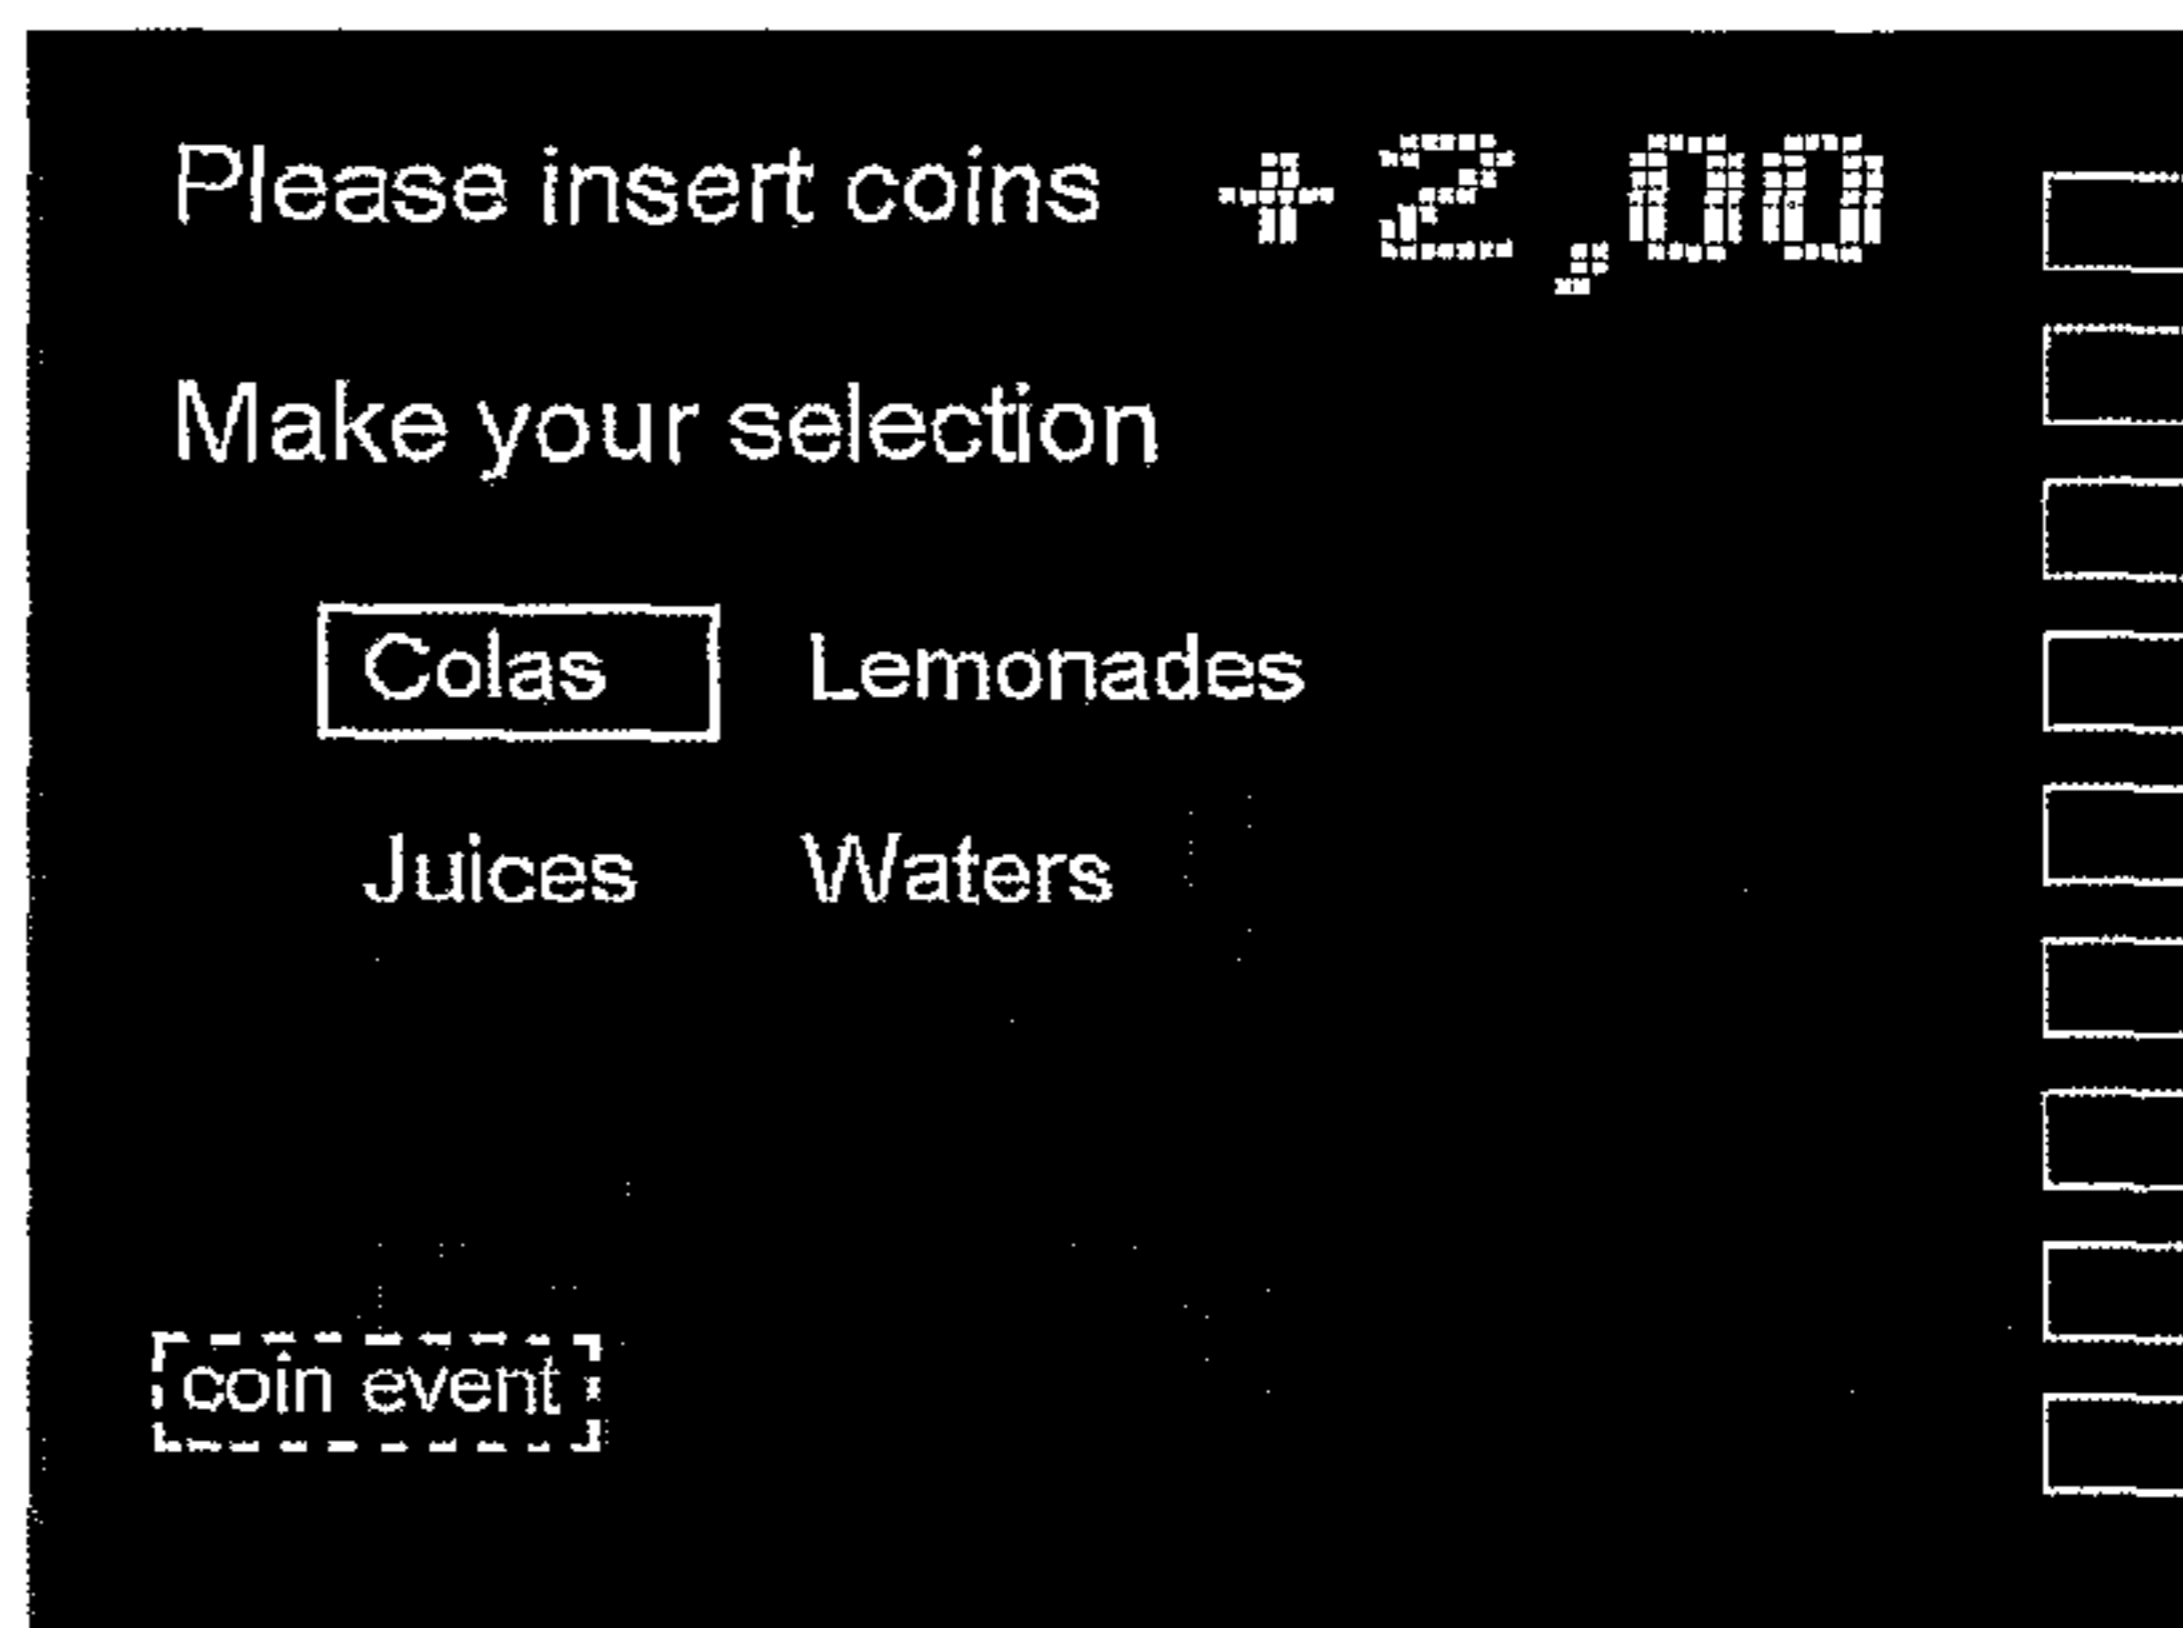 Please insert coins +2,00
Make your selection
Colas Lemonades
Juices Waters
coin event